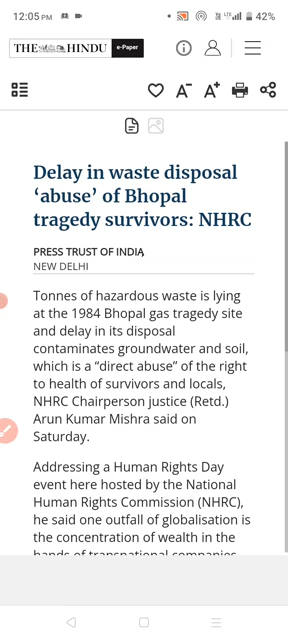 12:05 PM
42%
THE HINDU e-Paper
A- A+
Delay in waste disposal
‘abuse’ of Bhopal
tragedy survivors: NHRC
PRESS TRUST OF INDIA,
NEW DELHI
Tonnes of hazardous waste is lying
at the 1984 Bhopal gas tragedy site
and delay in its disposal
contaminates groundwater and soil,
which is a “direct abuse” of the right
to health of survivors and locals,
NHRC Chairperson justice (Retd.)
Arun Kumar Mishra said on
Saturday.
Addressing a Human Rights Day
event here hosted by the National
Human Rights Commission (NHRC),
he said one outfall of globalisation is
the concentration of wealth in the
hands of transnational companies